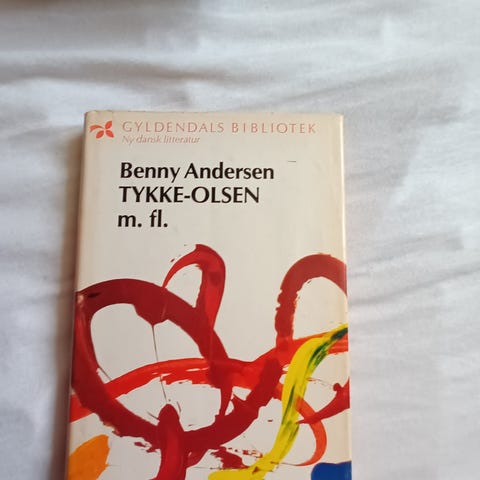 GYLDENDALS BIBLIOTEK
Ny dansk litteratur
Benny Andersen
TYKKE-OLSEN
m. fl.